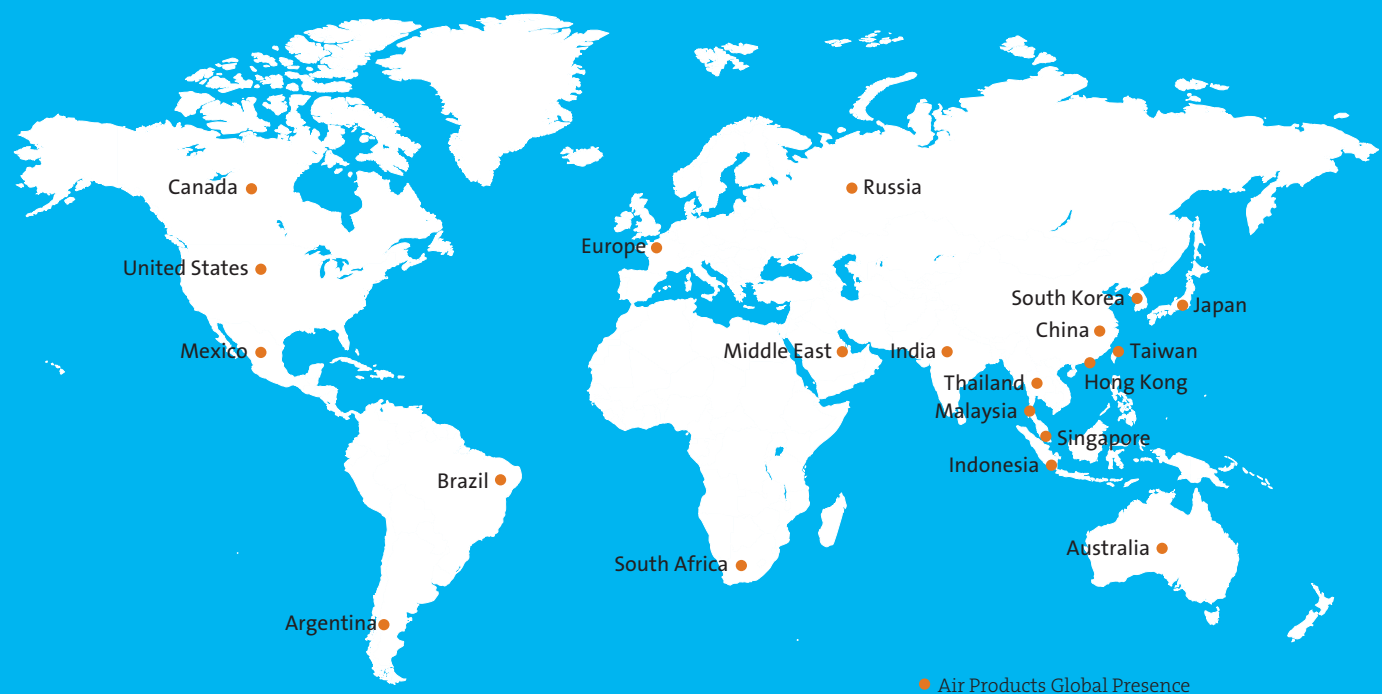 Canada
Russia
Europe
United States
South Korea
Japan
China
Mexico
Middle East
India
Taiwan
Thailand
Hong Kong
Malaysia
Singapore
Indonesia
Brazil
Australia
South Africa
Argentina
Air Products Global Presence